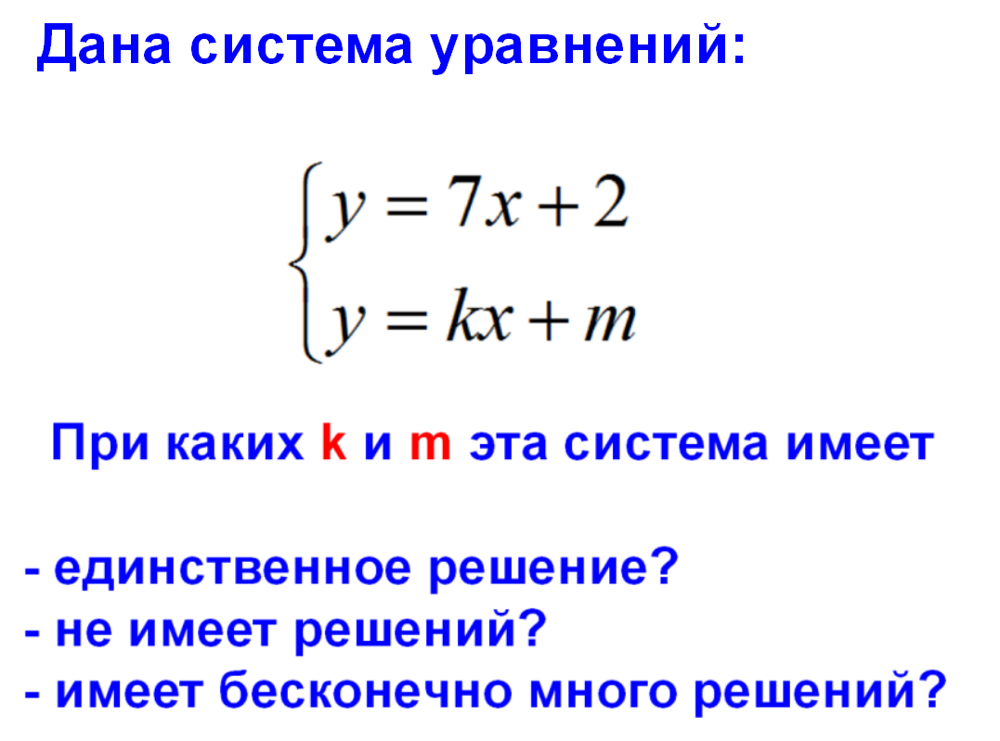 Дана система уравнений:
y = 7x + 2
y = kx + m
При каких k и m эта система имеет
- единственное решение?
- не имеет решений?
- имеет бесконечно много решений?